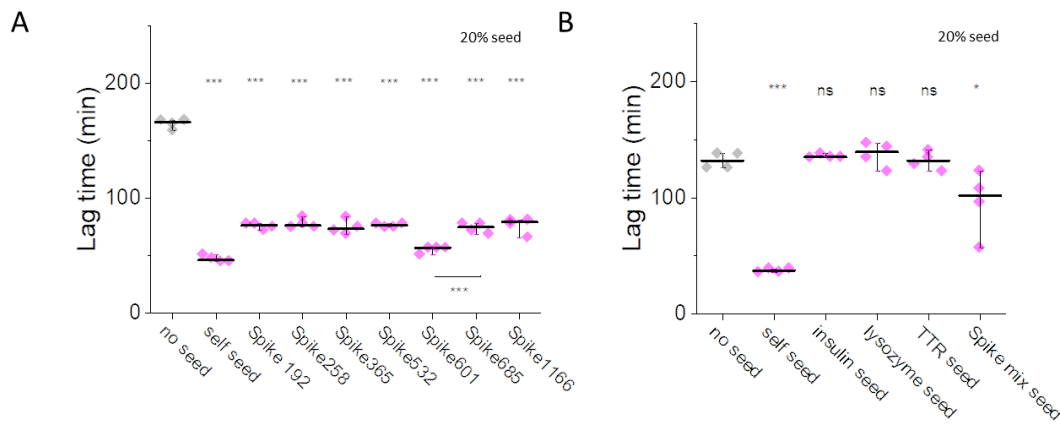 A
20% seed
Lag time (min)
200
100
0
*** *** *** *** *** *** *** ***
***
no seed
self seed
Spike 192
Spike258
Spike365
Spike532
Spike601
Spike685
Spike1166
B
20% seed
Lag time (min)
200
100
0
*** ns ns ns *
no seed
self seed
insulin seed
lysozyme seed
TTR seed
Spike mix seed